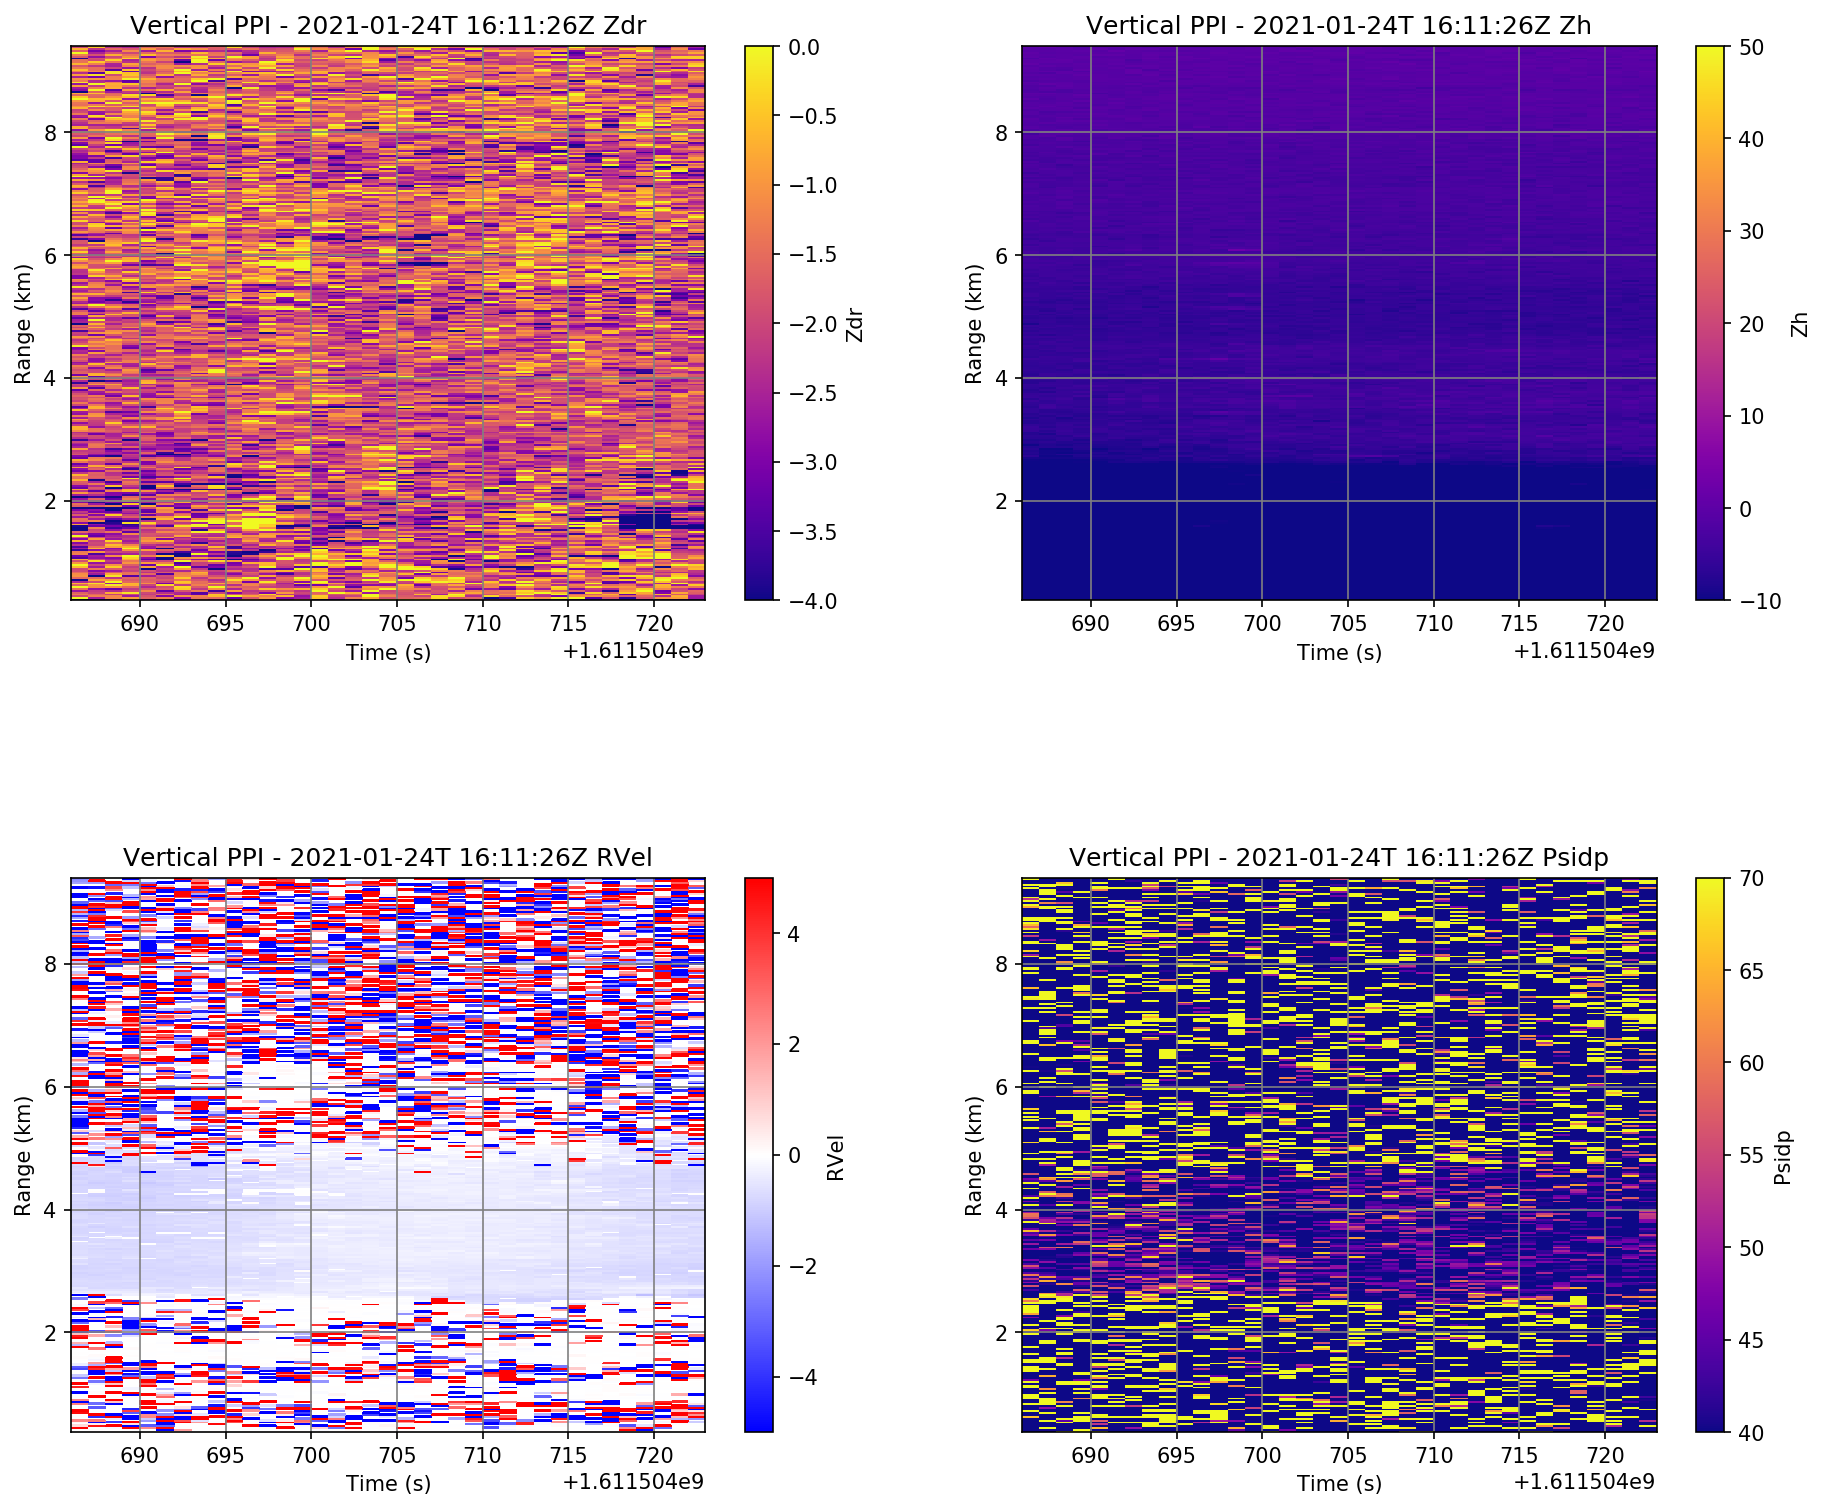 Vertical PPI - 2021-01-24T 16:11:26Z Zdr
Range (km)
8
6
4
2
690 695 700 705 710 715 720
Time (s)
+1.611504e9
0.0
−0.5
−1.0
−1.5
−2.0
−2.5
−3.0
−3.5
−4.0
Zdr
Vertical PPI - 2021-01-24T 16:11:26Z Zh
Range (km)
8
6
4
2
690 695 700 705 710 715 720
Time (s)
+1.611504e9
50
40
30
20
10
0
−10
Zh
Vertical PPI - 2021-01-24T 16:11:26Z RVel
Range (km)
8
6
4
2
690 695 700 705 710 715 720
Time (s)
+1.611504e9
4
2
0
−2
−4
RVel
Vertical PPI - 2021-01-24T 16:11:26Z Psidp
Range (km)
8
6
4
2
690 695 700 705 710 715 720
Time (s)
+1.611504e9
70
65
60
55
50
45
40
Psidp